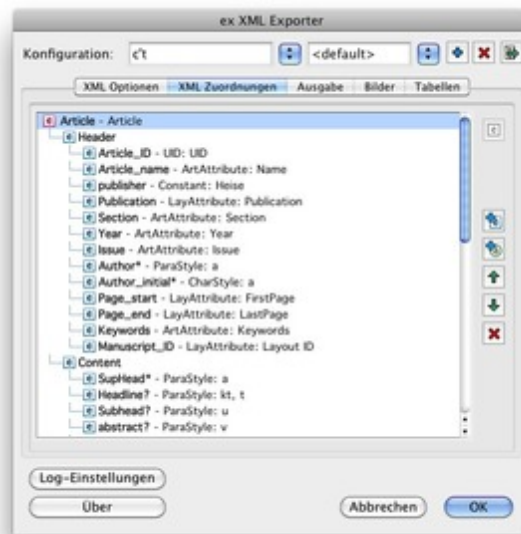 ex XML Exporter
Konfiguration: c't <default>
XML Optionen XML Zuordnungen Ausgabe Bilder Tabellen
e Article - Article
e Header
e Article_ID - UID: UID
e Article_name - ArtAttribute: Name
e publisher - Constant: Heise
e Publication - LayAttribute: Publication
e Section - ArtAttribute: Section
e Year - ArtAttribute: Year
e Issue - ArtAttribute: Issue
e Author* - ParaStyle: a
e Author_initial* - CharStyle: a
e Page_start - LayAttribute: FirstPage
e Page_end - LayAttribute: LastPage
e Keywords - ArtAttribute: Keywords
e Manuscript_ID - LayAttribute: Layout ID
e Content
e SupHead* - ParaStyle: a
e Headline? - ParaStyle: kt, t
e Subhead? - ParaStyle: u
e abstract? - ParaStyle: v
Log-Einstellungen
Über Abbrechen OK